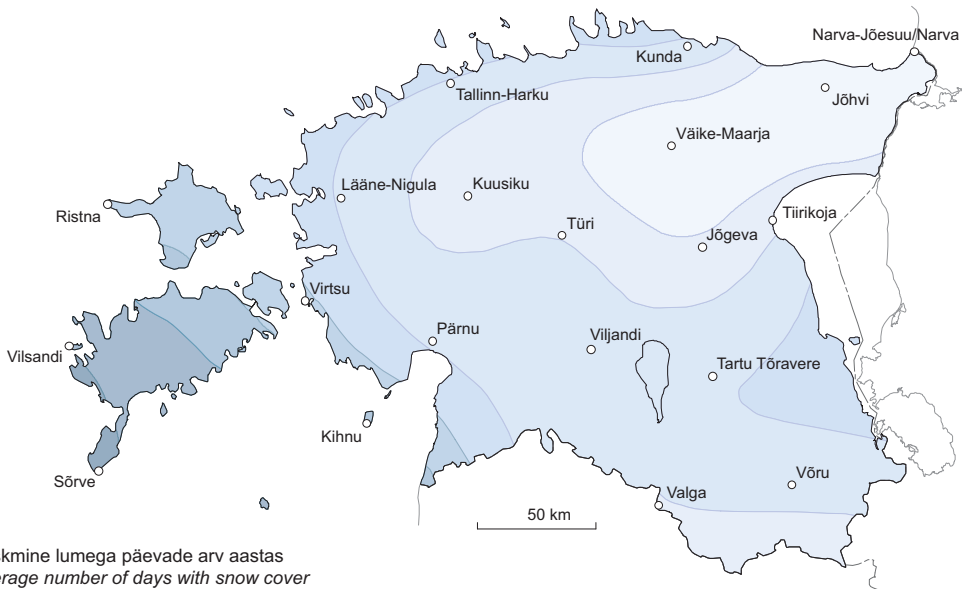 Narva-Jõesuu/Narva
Kunda
Jõhvi
Tallinn-Harku
Väike-Maarja
Lääne-Nigula
Kuusiku
Ristna
Türi
Tiirikoja
Jõgeva
Virtsu
Pärnu
Viljandi
Vilsandi
Tartu Tõravere
Kihnu
Sõrve
Võru
Valga
50 km
lumega päevade arv aastas
number of days with snow cover